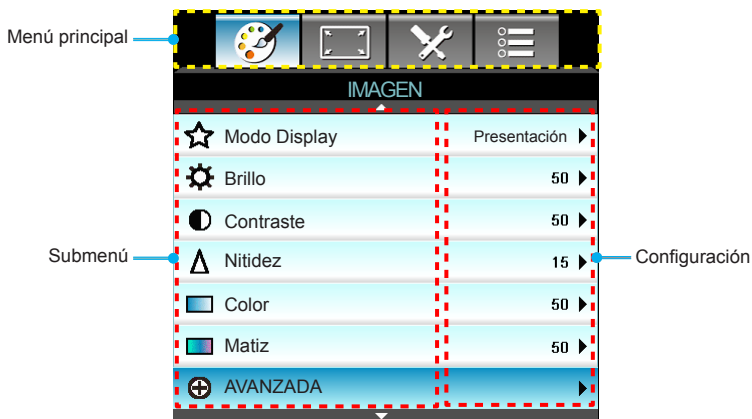 Menú principal
IMAGEN
Modo Display Presentación
Brillo 50
Contraste 50
Submenú
Nitidez 15
Configuración
Color 50
Matiz 50
AVANZADA